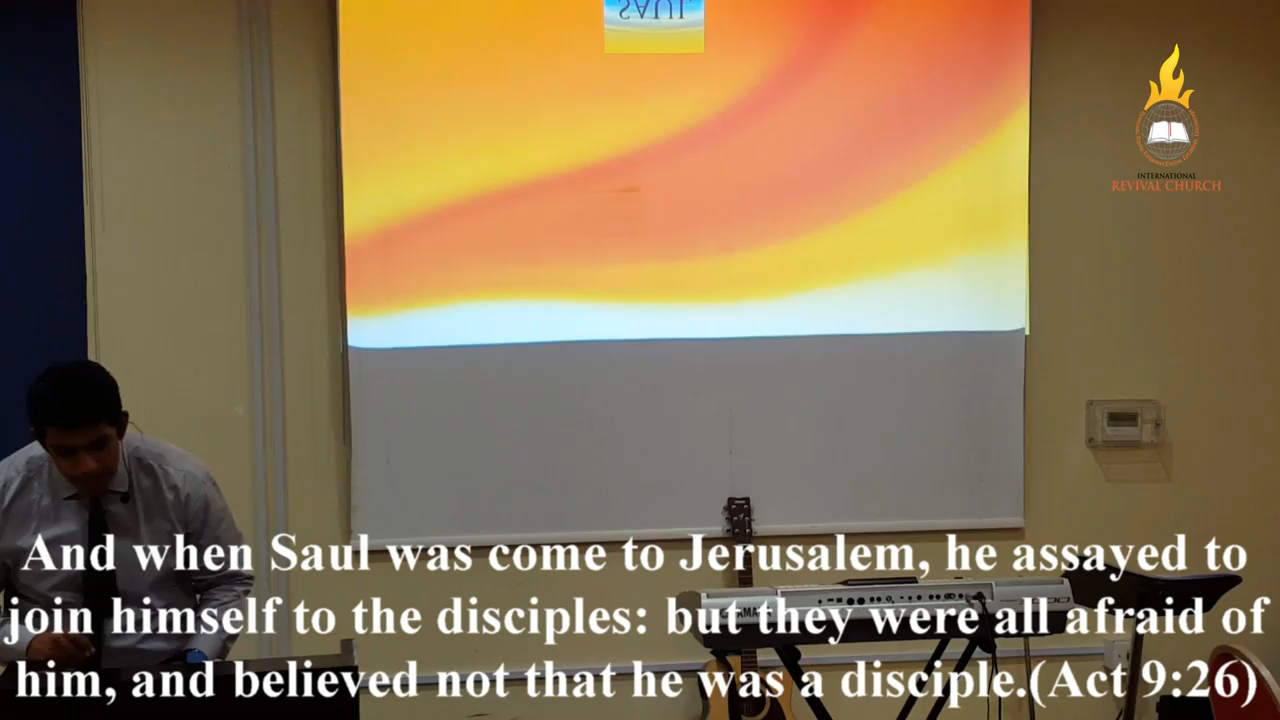 SAUL
INTERNATIONAL
REVIVAL CHURCH
And when Saul was come to Jerusalem, he assayed to
join himself to the disciples: but they were all afraid of
him, and believed not that he was a disciple.(Act 9:26)